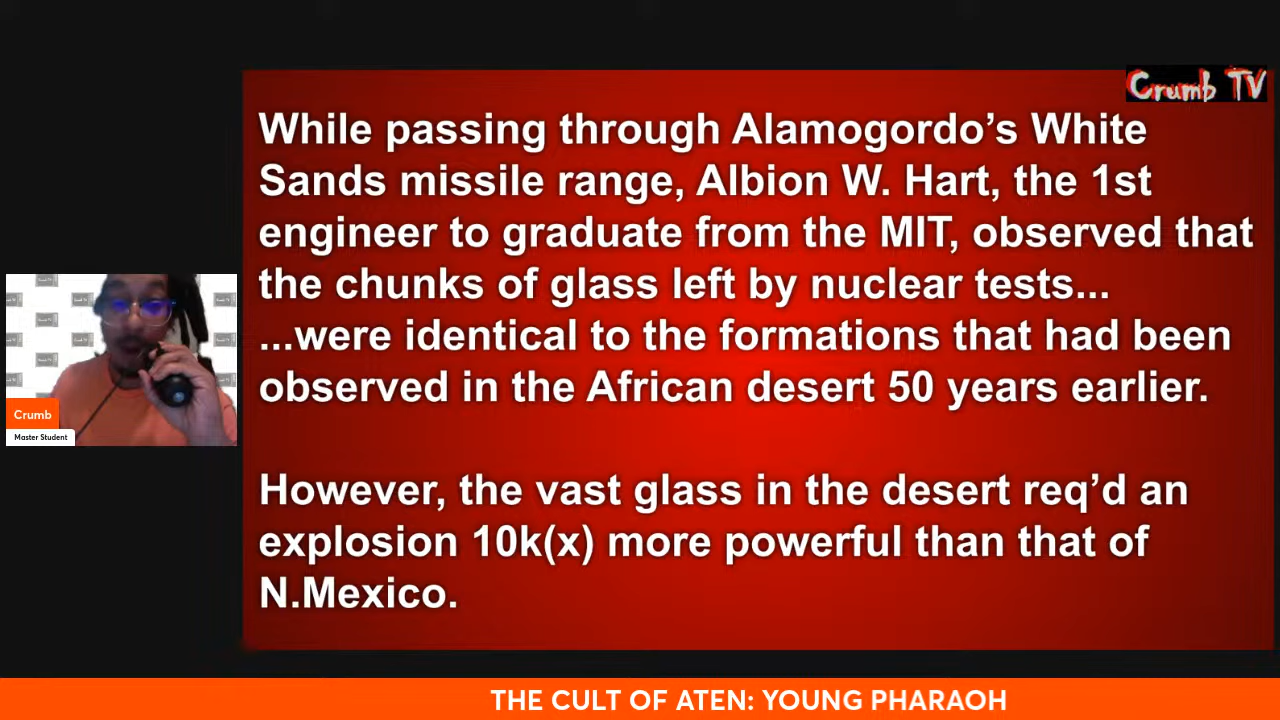 Crumb TV
While passing through Alamogordo’s White
Sands missile range, Albion W. Hart, the 1st
engineer to graduate from the MIT, observed that
the chunks of glass left by nuclear tests...
...were identical to the formations that had been
observed in the African desert 50 years earlier.
However, the vast glass in the desert req’d an
explosion 10k(x) more powerful than that of
N.Mexico.
Crumb
Master Student
THE CULT OF ATEN: YOUNG PHARAOH